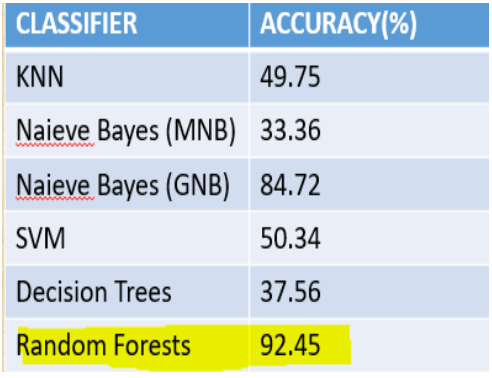 CLASSIFIER ACCURACY(%)
KNN 49.75
Naieve Bayes (MNB) 33.36
Naieve Bayes (GNB) 84.72
SVM 50.34
Decision Trees 37.56
Random Forests 92.45